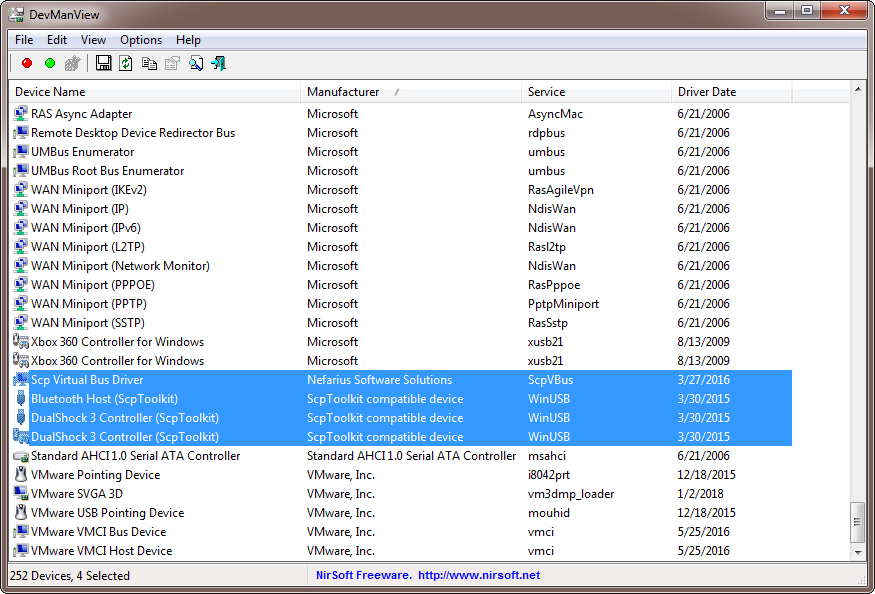 DevManView
File Edit View Options Help
Device Name Manufacturer Service Driver Date
RAS Async Adapter Microsoft AsyncMac 6/21/2006
Remote Desktop Device Redirector Bus Microsoft rdpbus 6/21/2006
UMBus Enumerator Microsoft umbus 6/21/2006
UMBus Root Bus Enumerator Microsoft umbus 6/21/2006
WAN Miniport (IKEv2) Microsoft RasAgileVpn 6/21/2006
WAN Miniport (IP) Microsoft NdisWan 6/21/2006
WAN Miniport (IPv6) Microsoft NdisWan 6/21/2006
WAN Miniport (L2TP) Microsoft Rasl2tp 6/21/2006
WAN Miniport (Network Monitor) Microsoft NdisWan 6/21/2006
WAN Miniport (PPPOE) Microsoft RasPppoe 6/21/2006
WAN Miniport (PPTP) Microsoft PptpMiniport 6/21/2006
WAN Miniport (SSTP) Microsoft RasSstp 6/21/2006
Xbox 360 Controller for Windows Microsoft xusb21 8/13/2009
Xbox 360 Controller for Windows Microsoft xusb21 8/13/2009
Scp Virtual Bus Driver Nefarius Software Solutions ScpVBus 3/27/2016
Bluetooth Host (ScpToolkit) ScpToolkit compatible device WinUSB 3/30/2015
DualShock 3 Controller (ScpToolkit) ScpToolkit compatible device WinUSB 3/30/2015
DualShock 3 Controller (ScpToolkit) ScpToolkit compatible device WinUSB 3/30/2015
Standard AHCI 1.0 Serial ATA Controller Standard AHCI 1.0 Serial ATA Controller msahci 6/21/2006
VMware Pointing Device VMware, Inc. i8042prt 12/18/2015
VMware SVGA 3D VMware, Inc. vm3dmp_loader 1/2/2018
VMware USB Pointing Device VMware, Inc. mouhid 12/18/2015
VMware VMCI Bus Device VMware, Inc. vmci 5/25/2016
VMware VMCI Host Device VMware, Inc. vmci 5/25/2016
252 Devices, 4 Selected NirSoft Freeware. http://www.nirsoft.net